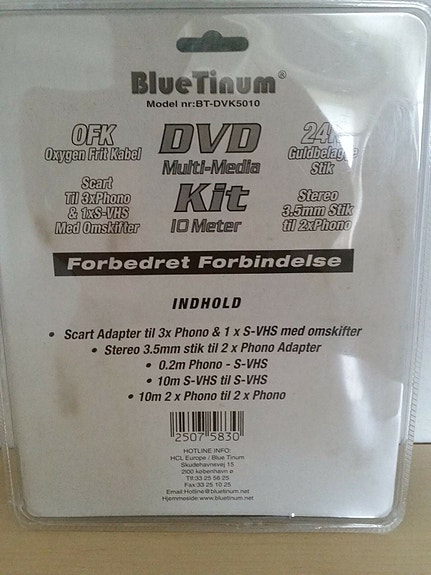 BlueTinum®
Model nr:BT-DVK5010
OFK
Oxygen Frit Kabel
DVD
Multi-Media
24K
Guldbelagte
Stik
Scart
Til 3xPhono
& 1xS-VHS
Med Omskifter
Kit
10 Meter
Stereo
3.5mm Stik
til 2xPhono
Forbedret Forbindelse
INDHOLD
• Scart Adapter til 3x Phono & 1 x S-VHS med omskifter
• Stereo 3.5mm stik til 2 x Phono Adapter
• 0.2m Phono - S-VHS
• 10m S-VHS til S-VHS
• 10m 2 x Phono til 2 x Phono
2507 5830
HOTLINE INFO:
HCL Europe / Blue Tinum
Skudehavnsvej 15
2100 københavn ø
Tlf:33 25 56 25
Fax:33 25 10 25
Email:Hotline@bluetinum.net
Hjemmeside:www.bluetinum.net